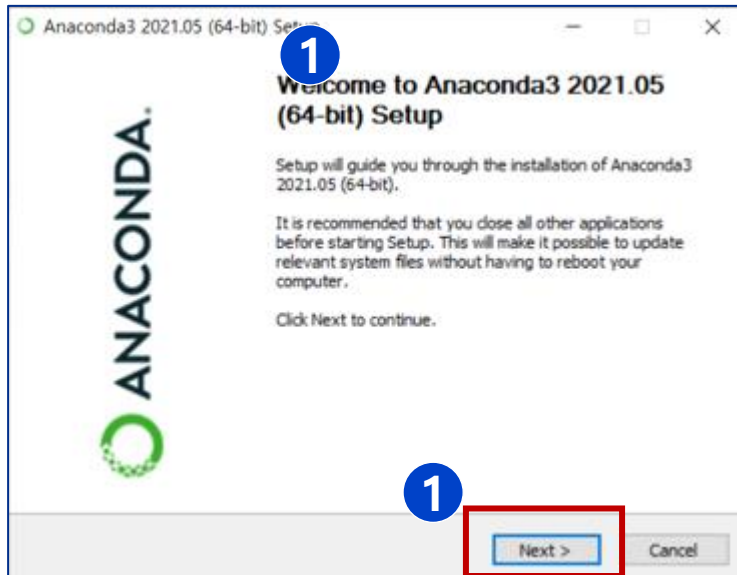 Anaconda3 2021.05 (64-bit) Setup
1
Welcome to Anaconda3 2021.05
(64-bit) Setup
ANACONDA.
Setup will guide you through the installation of Anaconda3
2021.05 (64-bit).
It is recommended that you close all other applications
before starting Setup. This will make it possible to update
relevant system files without having to reboot your
computer.
Click Next to continue.
1
Next >
Cancel